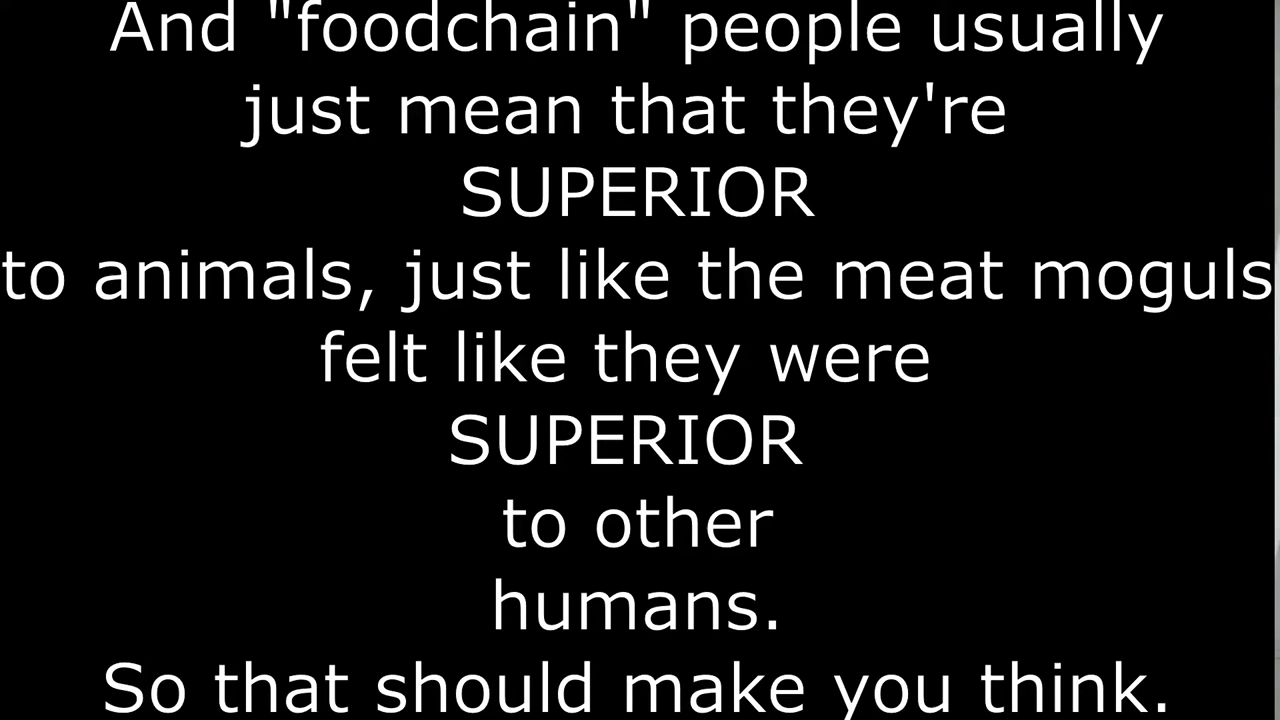 And "foodchain" people usually
just mean that they're
SUPERIOR
to animals, just like the meat moguls
felt like they were
SUPERIOR
to other
humans.
So that should make you think.